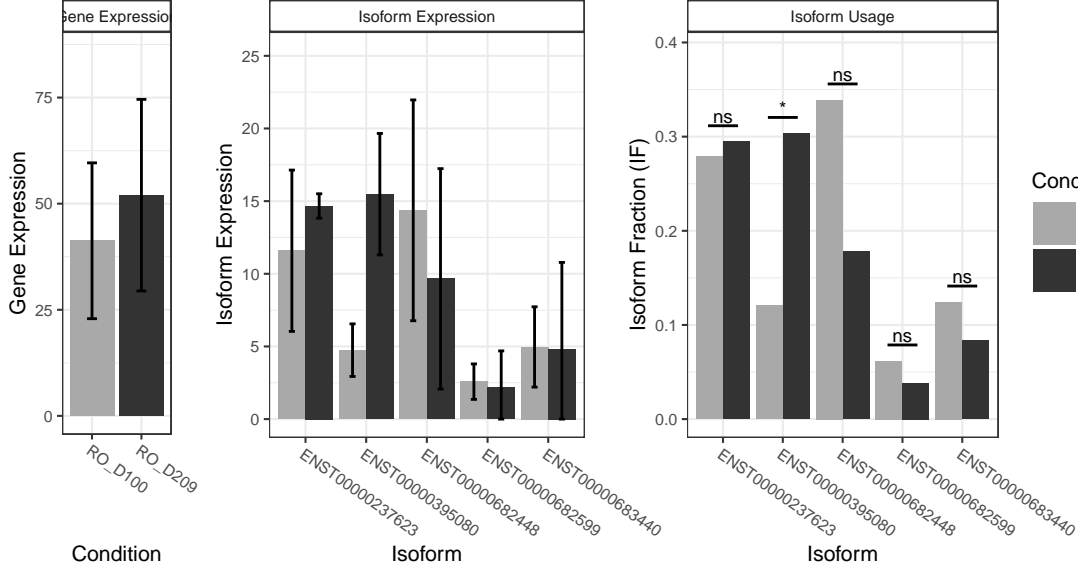 Gene Expression
Isoform Expression
Isoform Usage
Gene Expression
75
50
25
0
RO_D100
RO_D209
Condition
Isoform Expression
25
20
15
10
5
0
ENST00000237623
ENST00000395080
ENST00000682448
ENST00000682599
ENST00000683440
Isoform
Isoform Fraction (IF)
0.4
0.3
0.2
0.1
0.0
ns
*
ns
ns
ns
ENST00000237623
ENST00000395080
ENST00000682448
ENST00000682599
ENST00000683440
Isoform
Conc